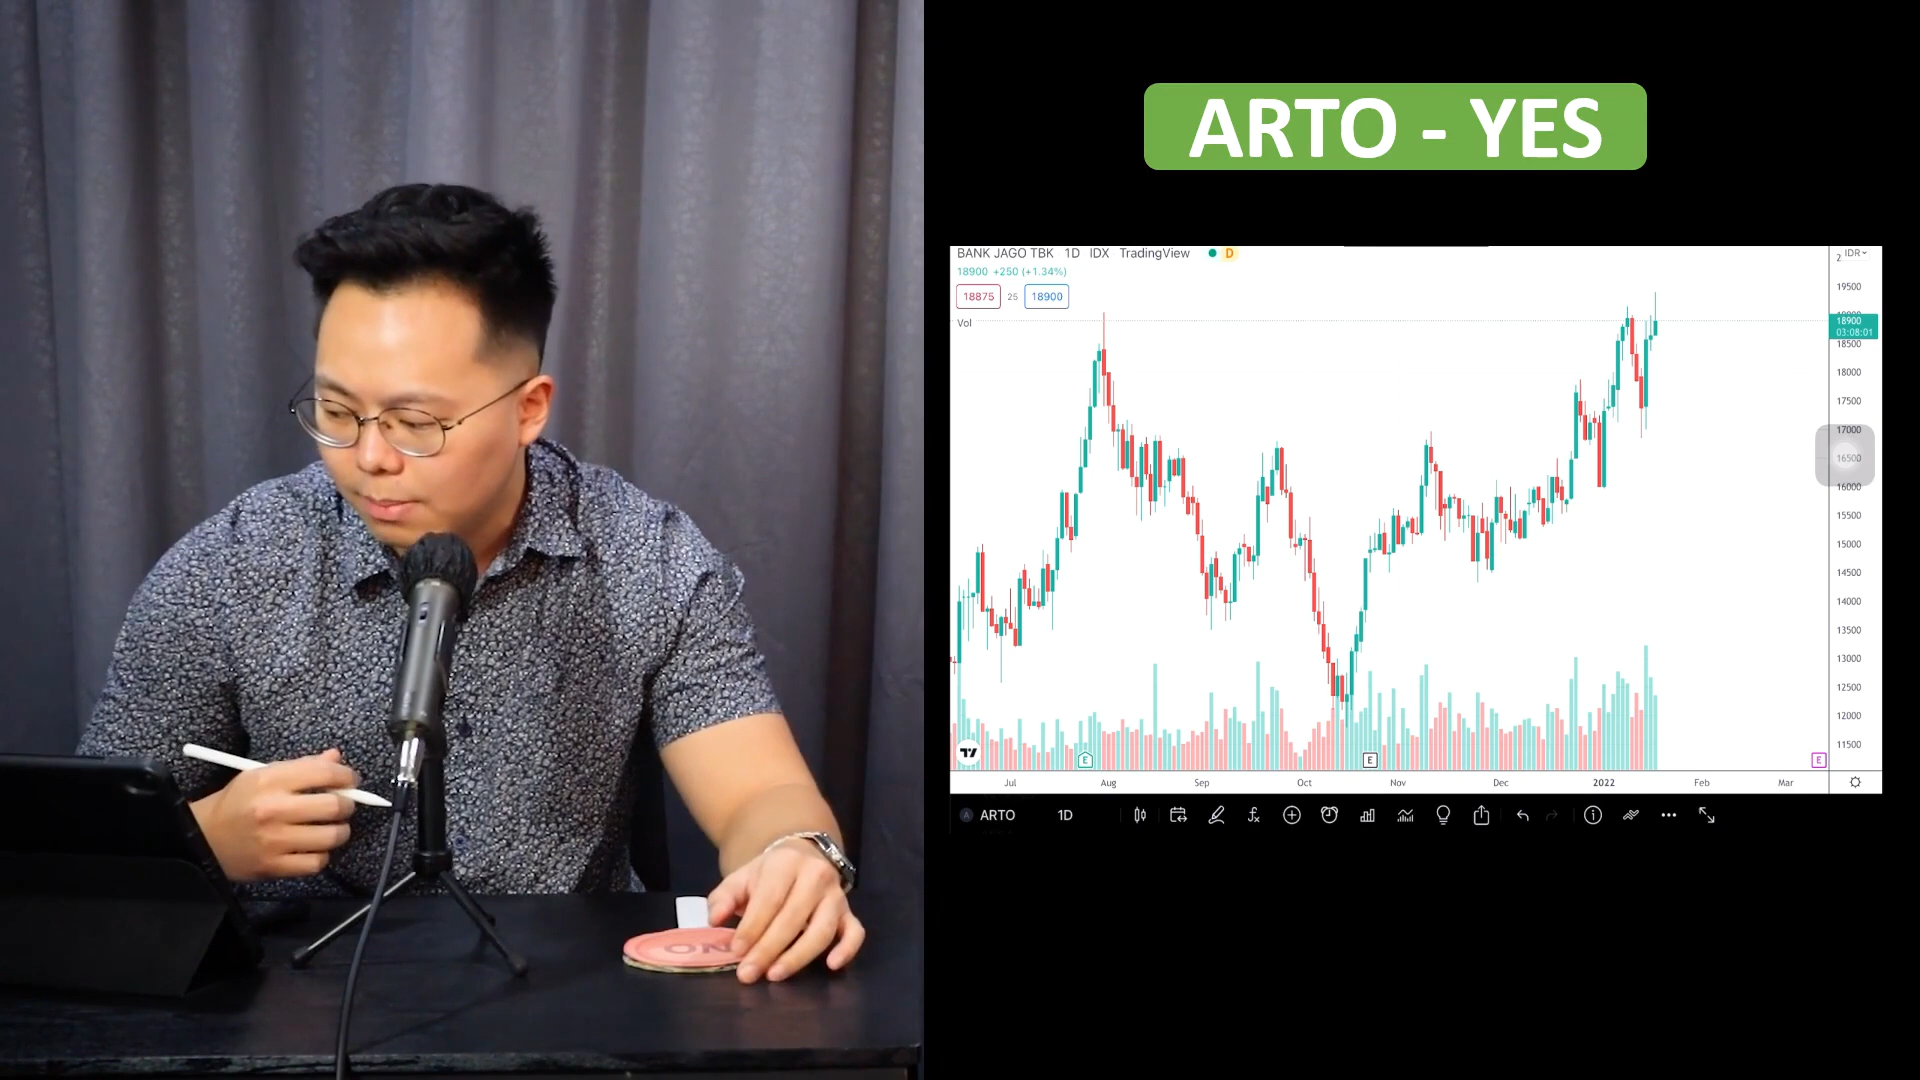 ARTO - YES
BANK JAGO TBK 1D IDX TradingView D
18900 +250 (+1.34%)
18875 25 18900
Vol
IDR
19500
18900
03:08:01
18500
18000
17500
17000
16500
16000
15500
15000
14500
14000
13500
13000
12500
12000
11500
E
E
E
Jul Aug Sep Oct Nov Dec 2022 Feb Mar
A ARTO 1D
NO